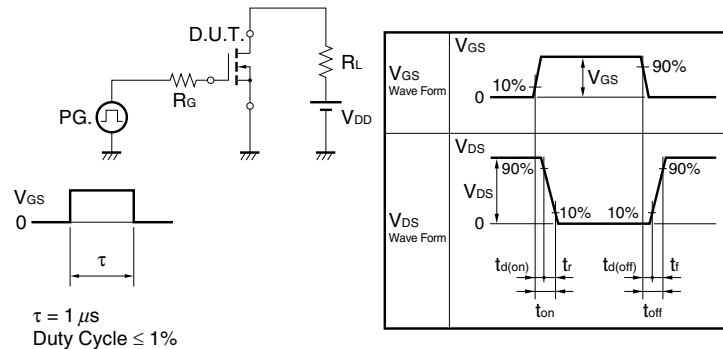 D.U.T.
RL
RG
PG.
VDD
VGS
0
τ
τ = 1 μs
Duty Cycle ≤ 1%
VGS
Wave Form
VGS
10%
VGS
90%
0
VDS
Wave Form
VDS
90%
VDS
90%
10%
10%
0
td(on)
tr
td(off)
tf
ton
toff